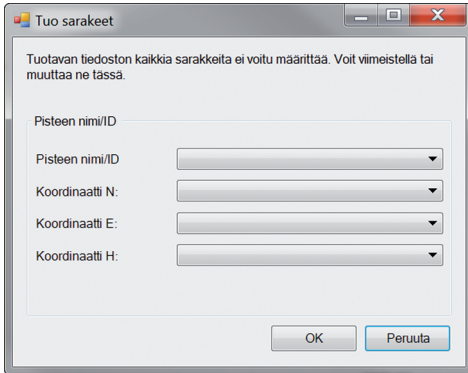 Tuo sarakeet
Tuotavan tiedoston kaikkia sarakkeita ei voitu määrittää. Voit viimeistellä tai
muuttaa ne tässä.
Pisteen nimi/ID
Pisteen nimi/ID
Koordinaatti N:
Koordinaatti E:
Koordinaatti H:
OK Peruuta